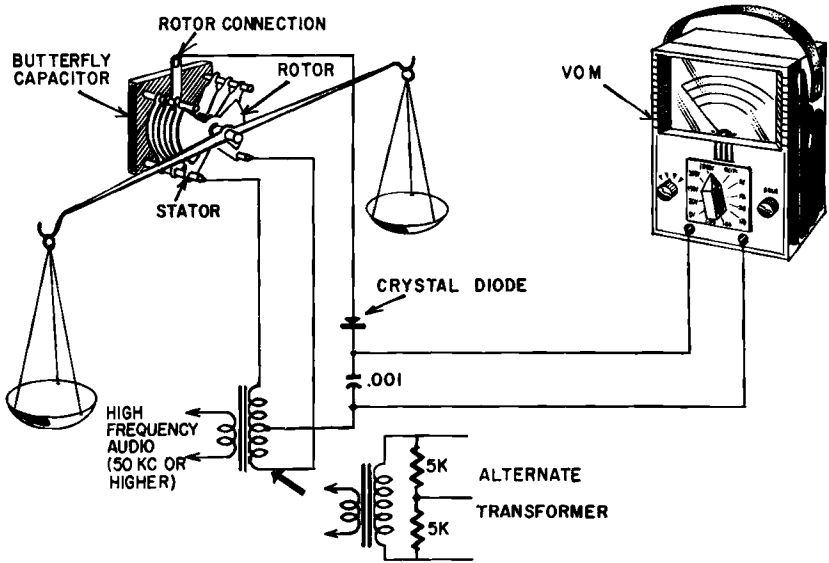 ROTOR CONNECTION
BUTTERFLY
CAPACITOR
ROTOR
STATOR
VOM
CRYSTAL DIODE
.001
HIGH
FREQUENCY
AUDIO
(50 KC OR
HIGHER)
5K
ALTERNATE
TRANSFORMER
5K